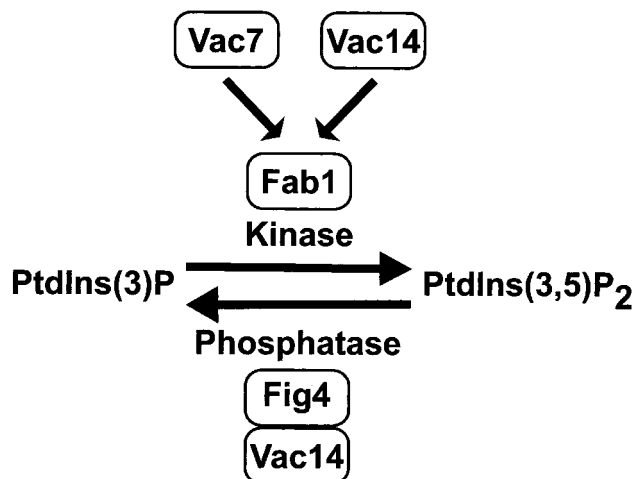 Vac7 Vac14
Fab1
Kinase
PtdIns(3)P PtdIns(3,5)P2
Phosphatase
Fig4
Vac14